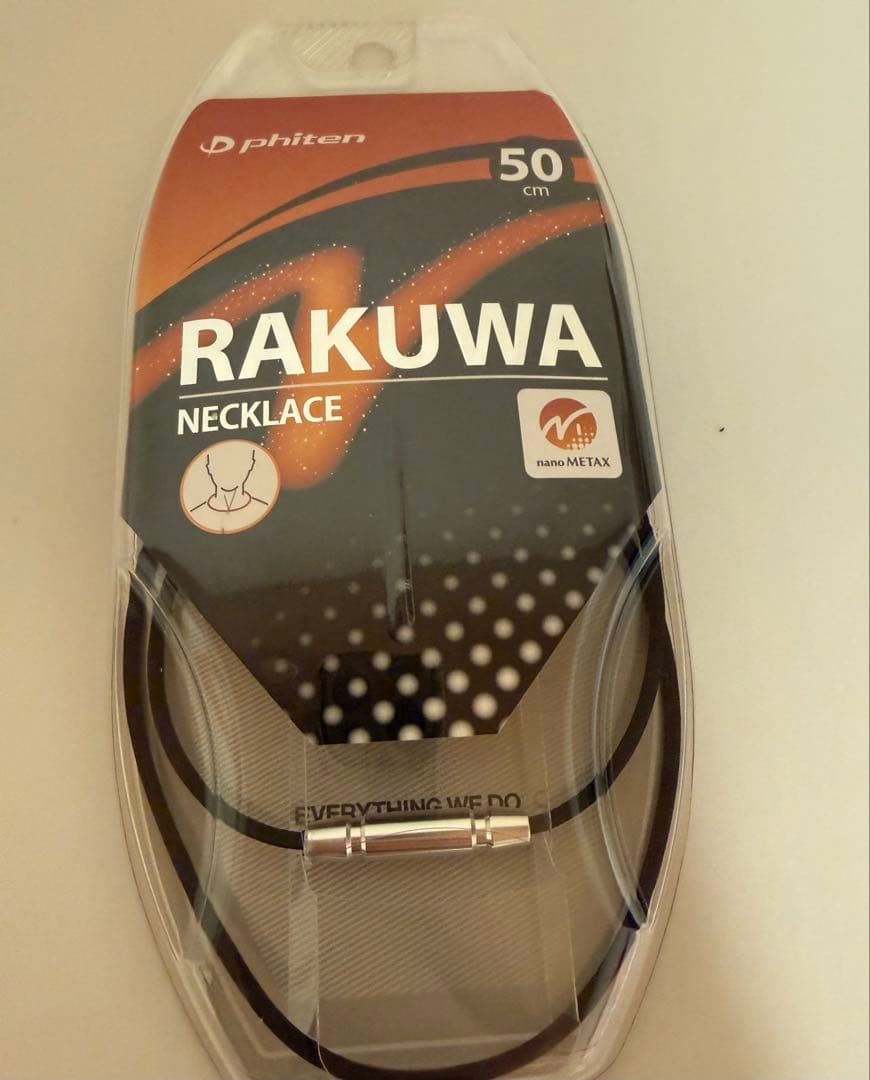 phiten
50
cm
RAKUWA
NECKLACE
nano METAX
EVERYTHING WE DO